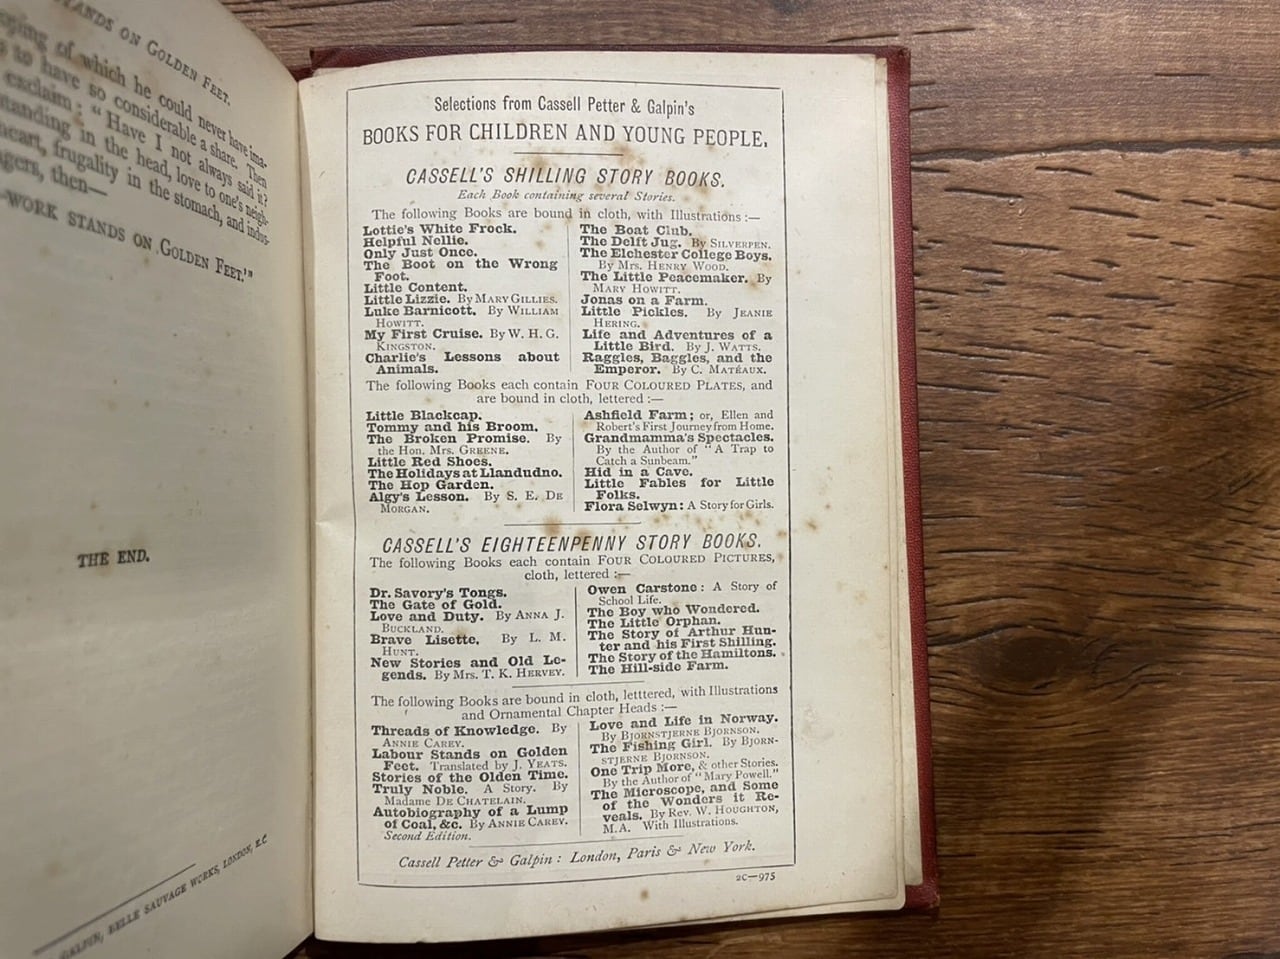 STANDS ON GOLDEN FEET.
of which he could never have ima-
to have so considerable a share. Then
exclaim: "Have I not always said it?
standing in the head, love to one's neigh-
heart, frugality in the stomach, and indus-
then—
-WORK STANDS ON GOLDEN FEET.'"
THE END.
GALPIN, BELLE SAUVAGE WORKS, LONDON, E.C
Selections from Cassell Petter & Galpin's
BOOKS FOR CHILDREN AND YOUNG PEOPLE,
CASSELL'S SHILLING STORY BOOKS.
Each Book containing several Stories.
The following Books are bound in cloth, with Illustrations:—
Lottie's White Frock.
Helpful Nellie.
Only Just Once.
The Boot on the Wrong
Foot.
Little Content.
Little Lizzie. By MARY GILLIES.
Luke Barnicott. By WILLIAM
HOWITT.
My First Cruise. By W. H. G.
KINGSTON.
Charlie's Lessons about
Animals.
The Boat Club.
The Delft Jug. By SILVERPEN.
The Elchester College Boys.
By Mrs. HENRY WOOD.
The Little Peacemaker. By
MARY HOWITT.
Jonas on a Farm.
Little Pickles. By JEANIE
HERING.
Life and Adventures of a
Little Bird. By J. WATTS.
Raggles, Baggles, and the
Emperor. By C. MATÉAUX.
The following Books each contain FOUR COLOURED PLATES, and
are bound in cloth, lettered:—
Little Blackcap.
Tommy and his Broom.
The Broken Promise. By
the Hon. Mrs. GREENE.
Little Red Shoes.
The Holidays at Llandudno.
The Hop Garden.
Algy's Lesson. By S. E. DE
MORGAN.
Ashfield Farm; or, Ellen and
Robert's First Journey from Home.
Grandmamma's Spectacles.
By the Author of "A Trap to
Catch a Sunbeam."
Hid in a Cave.
Little Fables for Little
Folks.
Flora Selwyn: A Story for Girls.
CASSELL'S EIGHTEENPENNY STORY BOOKS.
The following Books each contain FOUR COLOURED PICTURES,
cloth, lettered:—
Dr. Savory's Tongs.
The Gate of Gold.
Love and Duty. By ANNA J.
BUCKLAND.
Brave Lisette. By L. M.
HUNT.
New Stories and Old Le-
gends. By Mrs. T. K. HERVEY.
Owen Carstone: A Story of
School Life.
The Boy who Wondered.
The Little Orphan.
The Story of Arthur Hun-
ter and his First Shilling.
The Story of the Hamiltons.
The Hill-side Farm.
The following Books are bound in cloth, letttered, with Illustrations
and Ornamental Chapter Heads:—
Threads of Knowledge. By
ANNIE CAREY.
Labour Stands on Golden
Feet. Translated by J. YEATS.
Stories of the Olden Time.
Truly Noble. A Story. By
Madame DE CHATELAIN.
Autobiography of a Lump
of Coal, &c. By ANNIE CAREY.
Second Edition.
Love and Life in Norway.
By BJORNSTJERNE BJORNSON.
The Fishing Girl. By BJORN-
STJERNE BJORNSON.
One Trip More, & other Stories.
By the Author of "Mary Powell."
The Microscope, and Some
of the Wonders it Re-
veals. By Rev. W. HOUGHTON,
M.A. With Illustrations.
Cassell Petter & Galpin: London, Paris & New York.
2C—975